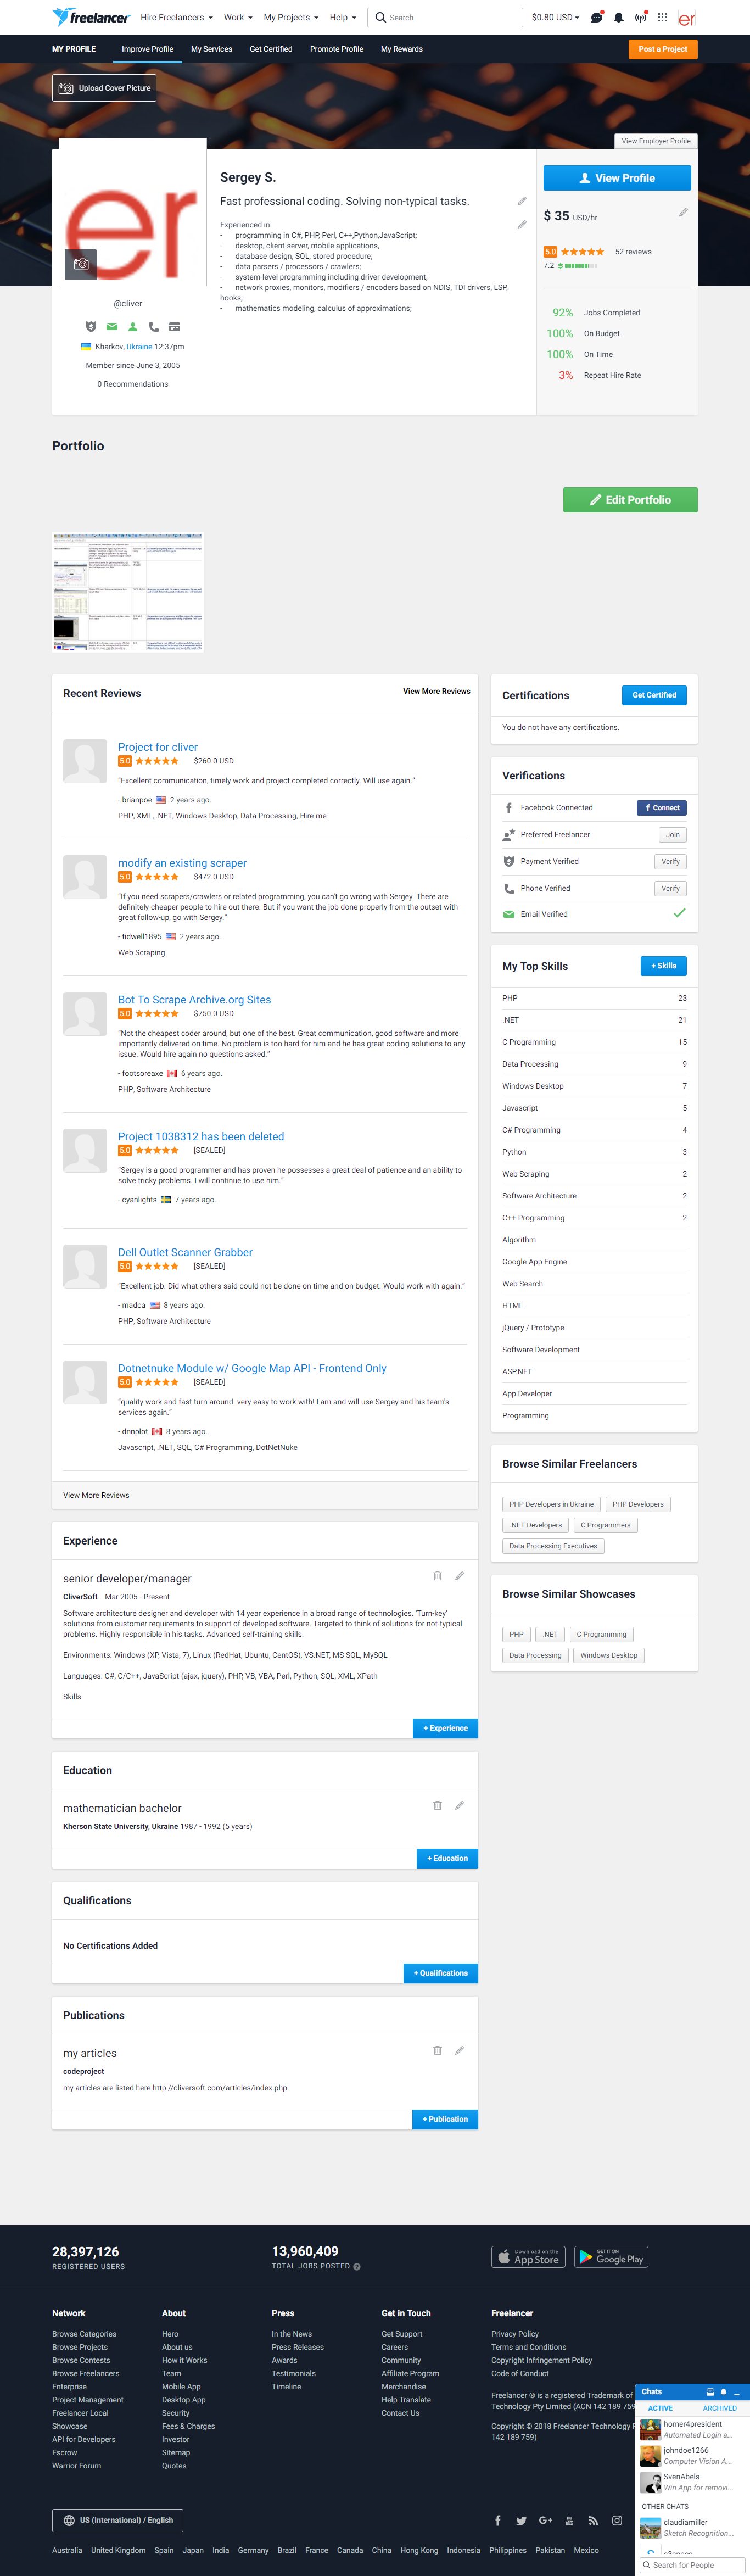 freelancer
Hire Freelancers
Work
My Projects
Help
Search
$0.80 USD
er
MY PROFILE
Improve Profile
My Services
Get Certified
Promote Profile
My Rewards
Post a Project
Upload Cover Picture
View Employer Profile
er
Sergey S.
Fast professional coding. Solving non-typical tasks.
Experienced in:
- programming in C#, PHP, Perl, C++,Python,JavaScript;
- desktop, client-server, mobile applications,
- database design, SQL, stored procedure;
- data parsers / processors / crawlers;
- system-level programming including driver development;
- network proxies, monitors, modifiers / encoders based on NDIS, TDI drivers, LSP,
hooks;
- mathematics modeling, calculus of approximations;
View Profile
$ 35 USD/hr
5.0 52 reviews
7.2 $
92% Jobs Completed
100% On Budget
100% On Time
3% Repeat Hire Rate
@cliver
Kharkov, Ukraine 12:37pm
Member since June 3, 2005
0 Recommendations
Portfolio
Edit Portfolio
Recent Reviews
View More Reviews
Project for cliver
5.0 $260.0 USD
“Excellent communication, timely work and project completed correctly. Will use again.”
- brianpoe 2 years ago.
PHP, XML, .NET, Windows Desktop, Data Processing, Hire me
modify an existing scraper
5.0 $472.0 USD
“If you need scrapers/crawlers or related programming, you can't go wrong with Sergey. There are
definitely cheaper people to hire out there. But if you want the job done properly from the outset with
great follow-up, go with Sergey.”
- tidwell1895 2 years ago.
Web Scraping
Bot To Scrape Archive.org Sites
5.0 $750.0 USD
“Not the cheapest coder around, but one of the best. Great communication, good software and more
importantly delivered on time. No problem is too hard for him and he has great coding solutions to any
issue. Would hire again no questions asked.”
- footsoreaxe 6 years ago.
PHP, Software Architecture
Project 1038312 has been deleted
5.0 [SEALED]
“Sergey is a good programmer and has proven he possesses a great deal of patience and an ability to
solve tricky problems. I will continue to use him.”
- cyanlights 7 years ago.
Dell Outlet Scanner Grabber
5.0 [SEALED]
“Excellent job. Did what others said could not be done on time and on budget. Would work with again.”
- madca 8 years ago.
PHP, Software Architecture
Dotnetnuke Module w/ Google Map API - Frontend Only
5.0 [SEALED]
“quality work and fast turn around. very easy to work with! I am and will use Sergey and his team's
services again.”
- dnnplot 8 years ago.
Javascript, .NET, SQL, C# Programming, DotNetNuke
View More Reviews
Experience
senior developer/manager
CliverSoft Mar 2005 - Present
Software architecture designer and developer with 14 year experience in a broad range of technologies. 'Turn-key'
solutions from customer requirements to support of developed software. Targeted to think of solutions for not-typical
problems. Highly responsible in his tasks. Advanced self-training skills.
Environments: Windows (XP, Vista, 7), Linux (RedHat, Ubuntu, CentOS), VS.NET, MS SQL, MySQL
Languages: C#, C/C++, JavaScript (ajax, jquery), PHP, VB, VBA, Perl, Python, SQL, XML, XPath
Skills:
+ Experience
Education
mathematician bachelor
Kherson State University, Ukraine 1987 - 1992 (5 years)
+ Education
Qualifications
No Certifications Added
+ Qualifications
Publications
my articles
codeproject
my articles are listed here http://cliversoft.com/articles/index.php
+ Publication
Certifications
Get Certified
You do not have any certifications.
Verifications
Facebook Connected
f Connect
Preferred Freelancer
Join
Payment Verified
Verify
Phone Verified
Verify
Email Verified
My Top Skills
+ Skills
PHP 23
.NET 21
C Programming 15
Data Processing 9
Windows Desktop 7
Javascript 5
C# Programming 4
Python 3
Web Scraping 2
Software Architecture 2
C++ Programming 2
Algorithm
Google App Engine
Web Search
HTML
jQuery / Prototype
Software Development
ASP.NET
App Developer
Programming
Browse Similar Freelancers
PHP Developers in Ukraine
PHP Developers
.NET Developers
C Programmers
Data Processing Executives
Browse Similar Showcases
PHP
.NET
C Programming
Data Processing
Windows Desktop
28,397,126
REGISTERED USERS
13,960,409
TOTAL JOBS POSTED
Download on the
App Store
GET IT ON
Google Play
Network
Browse Categories
Browse Projects
Browse Contests
Browse Freelancers
Enterprise
Project Management
Freelancer Local
Showcase
API for Developers
Escrow
Warrior Forum
About
Hero
About us
How it Works
Team
Mobile App
Desktop App
Security
Fees & Charges
Investor
Sitemap
Quotes
Press
In the News
Press Releases
Awards
Testimonials
Timeline
Get in Touch
Get Support
Careers
Community
Affiliate Program
Merchandise
Help Translate
Contact Us
Freelancer
Privacy Policy
Terms and Conditions
Copyright Infringement Policy
Code of Conduct
Freelancer ® is a registered Trademark of
Technology Pty Limited (ACN 142 189 759
Copyright © 2018 Freelancer Technology
142 189 759)
Chats
ACTIVE
ARCHIVED
homer4president
Automated Login a...
johndoe1266
Computer Vision A...
SvenAbels
Win App for removi...
OTHER CHATS
claudiamiller
Sketch Recognition...
Search for People
US (International) / English
Australia United Kingdom Spain Japan India Germany Brazil France Canada China Hong Kong Indonesia Philippines Pakistan Mexico